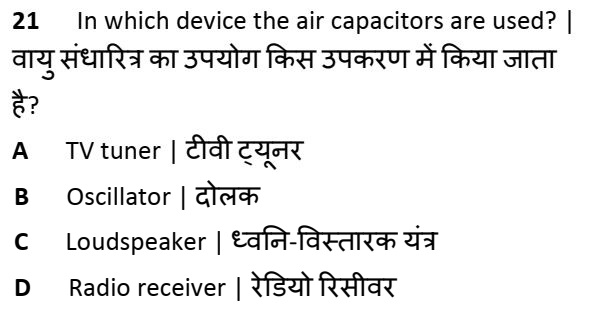 21 In which device the air capacitors are used? |
वायु संधारित्र का उपयोग किस उपकरण में किया जाता
है?
A TV tuner | टीवी ट्यूनर
B Oscillator | दोलक
C Loudspeaker | ध्वनि-विस्तारक यंत्र
D Radio receiver | रेडियो रिसीवर